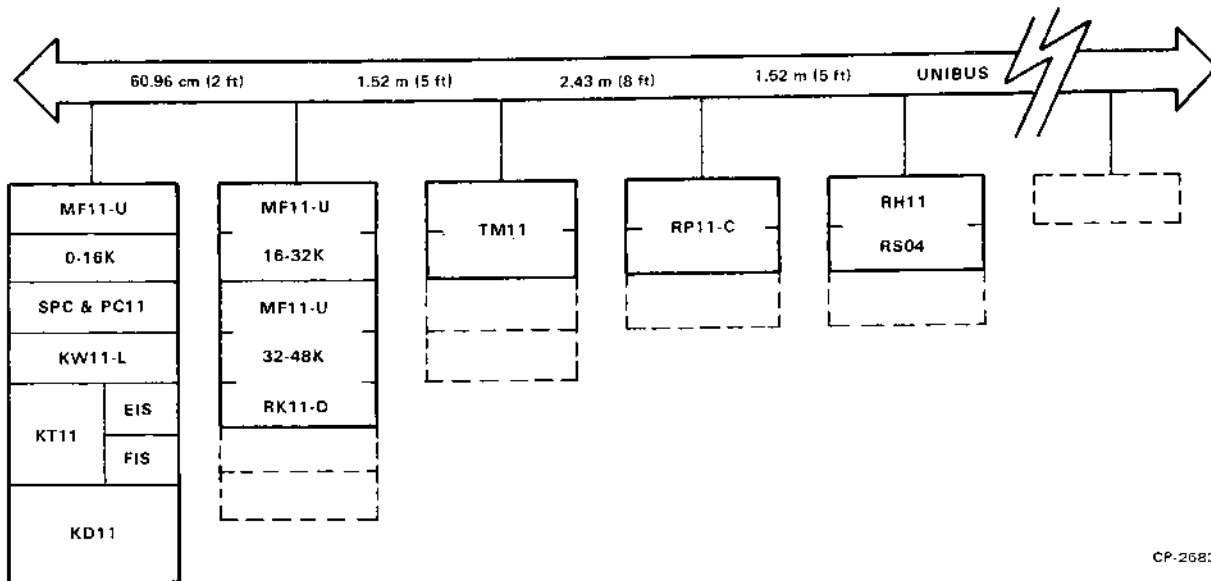 60.96 cm (2 ft) 1.52 m (5 ft) 2.43 m (8 ft) 1.52 m (5 ft) UNIBUS
MF11-U
0-16K
SPC & PC11
KW11-L
KT11
EIS
FIS
KD11
MF11-U
16-32K
MF11-U
32-48K
RK11-D
TM11
RP11-C
RH11
RS04